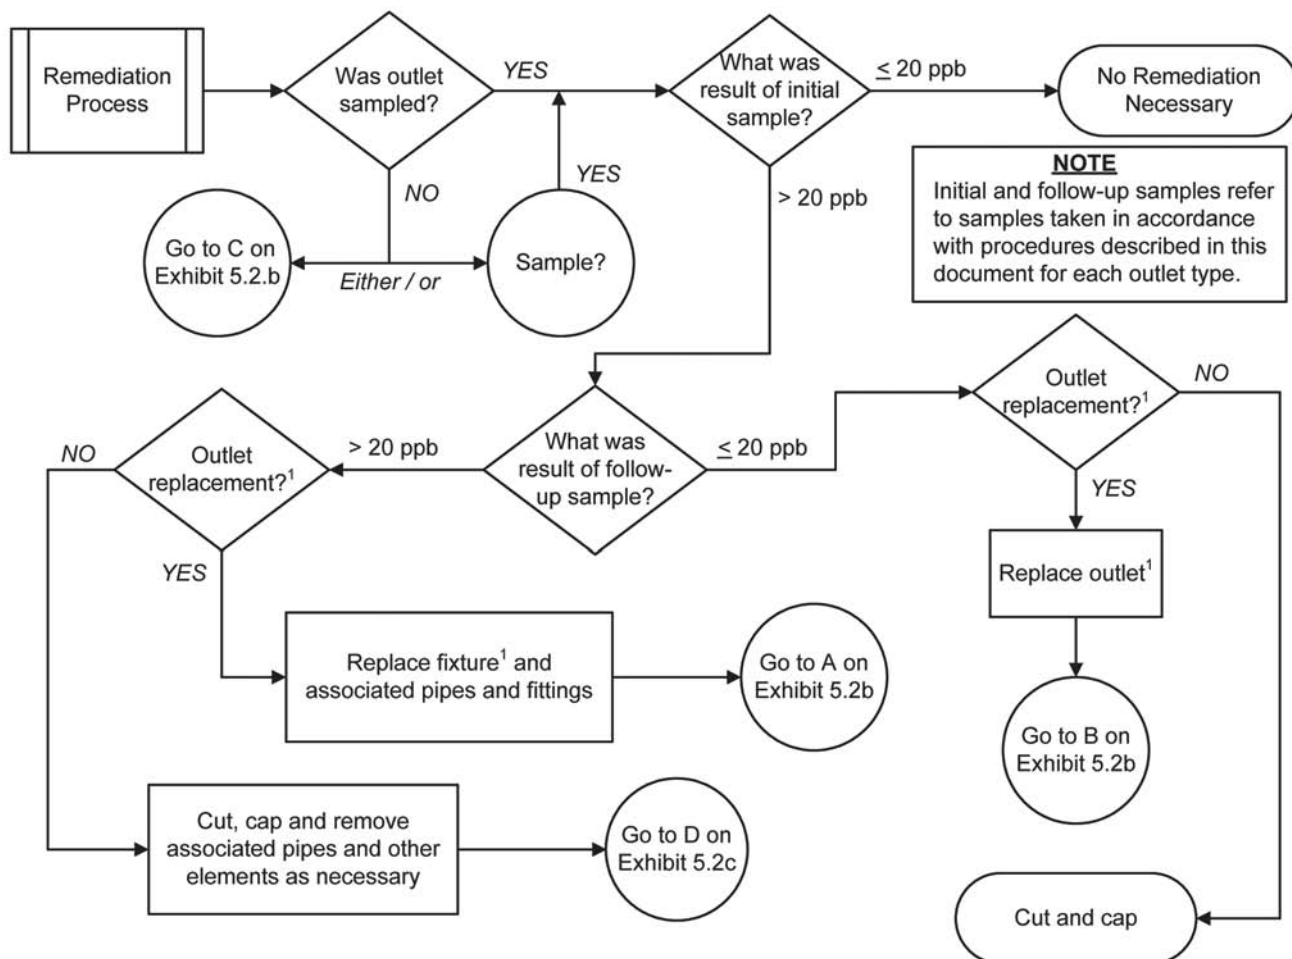 Remediation
Process
Was outlet
sampled?
YES
What was
result of initial
sample?
≤ 20 ppb
No Remediation
Necessary
NO
YES
> 20 ppb
NOTE
Initial and follow-up samples refer
to samples taken in accordance
with procedures described in this
document for each outlet type.
Go to C on
Exhibit 5.2.b
Either / or
Sample?
Outlet
replacement?¹
NO
NO
Outlet
replacement?¹
> 20 ppb
What was
result of follow-
up sample?
≤ 20 ppb
YES
YES
Replace outlet¹
Replace fixture¹ and
associated pipes and fittings
Go to A on
Exhibit 5.2b
Go to B on
Exhibit 5.2b
Cut, cap and remove
associated pipes and other
elements as necessary
Go to D on
Exhibit 5.2c
Cut and cap